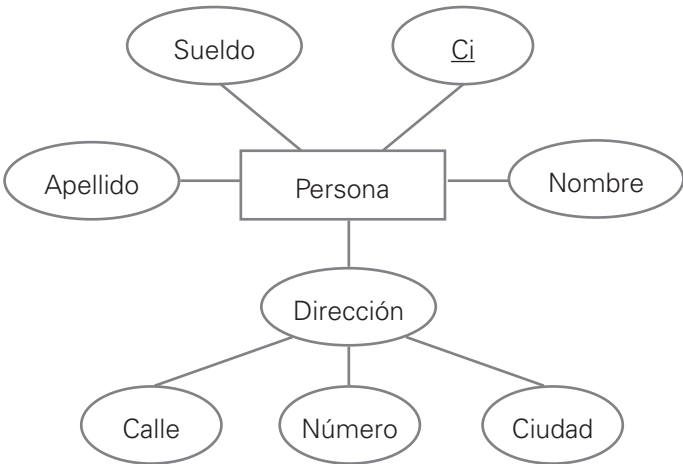 Sueldo
Ci
Apellido
Persona
Nombre
Dirección
Calle
Número
Ciudad